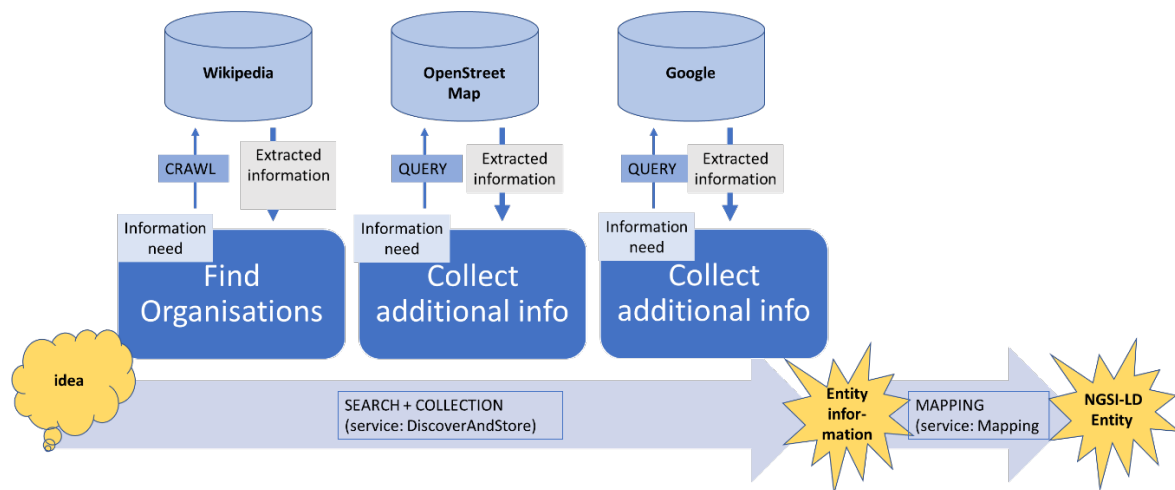 Wikipedia
OpenStreet
Map
Google
CRAWL
Extracted
information
QUERY
Extracted
information
QUERY
Extracted
information
Information
need
Information
need
Information
need
Find
Organisations
Collect
additional info
Collect
additional info
idea
SEARCH + COLLECTION
(service: DiscoverAndStore)
Entity
infor-
mation
MAPPING
(service: Mapping
NGSI-LD
Entity